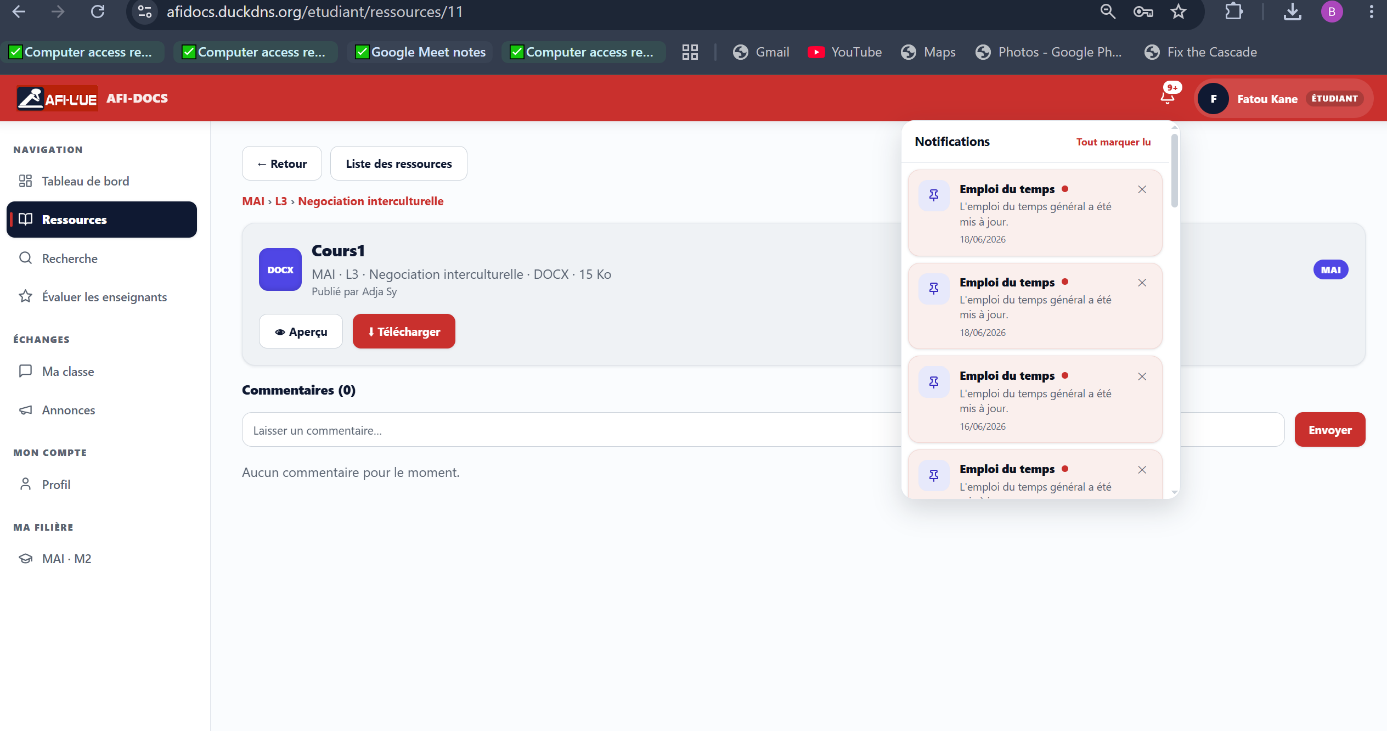 afidocs.duckdns.org/etudiant/ressources/11
B
Computer access re...
Computer access re...
Google Meet notes
Computer access re...
Gmail
YouTube
Maps
Photos - Google Ph...
Fix the Cascade
AFI-L'UE
AFI-DOCS
9+
F
Fatou Kane
ÉTUDIANT
NAVIGATION
Tableau de bord
Ressources
Recherche
Évaluer les enseignants
ÉCHANGES
Ma classe
Annonces
MON COMPTE
Profil
MA FILIÈRE
MAI · M2
← Retour
Liste des ressources
MAI › L3 › Negociation interculturelle
DOCX
Cours1
MAI · L3 · Negociation interculturelle · DOCX · 15 Ko
Publié par Adja Sy
MAI
Aperçu
⬇ Télécharger
Commentaires (0)
Laisser un commentaire...
Envoyer
Aucun commentaire pour le moment.
Notifications
Tout marquer lu
Emploi du temps
L'emploi du temps général a été
mis à jour.
18/06/2026
Emploi du temps
L'emploi du temps général a été
mis à jour.
18/06/2026
Emploi du temps
L'emploi du temps général a été
mis à jour.
16/06/2026
Emploi du temps
L'emploi du temps général a été